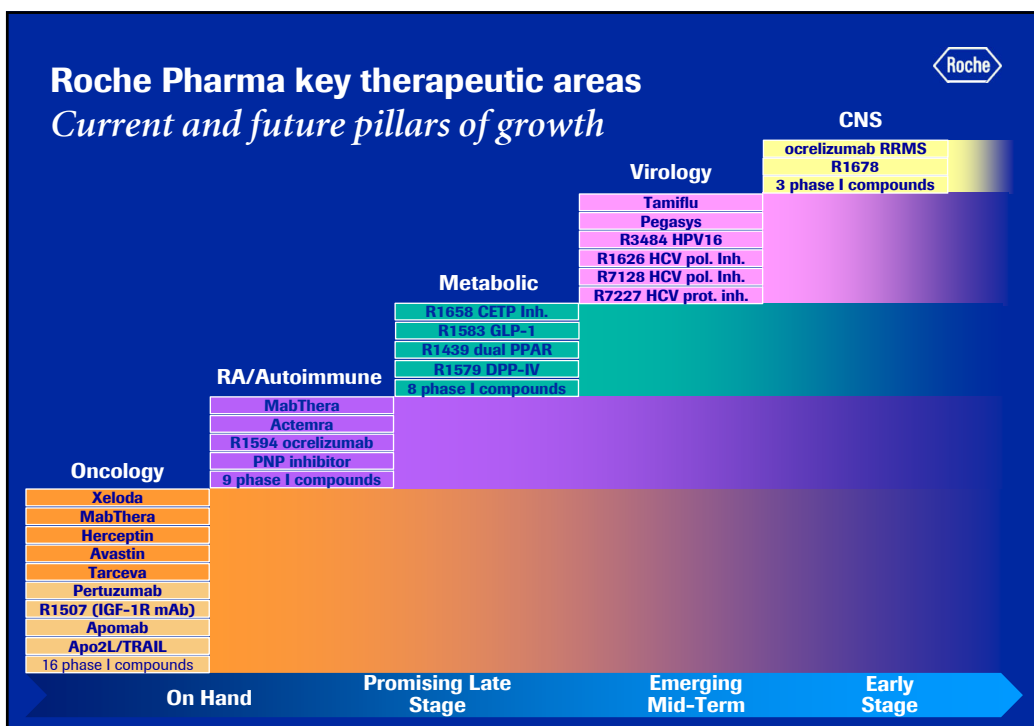 Roche Pharma key therapeutic areas
Current and future pillars of growth
Roche
CNS
ocrelizumab RRMS
R1678
3 phase I compounds
Virology
Tamiflu
Pegasys
R3484 HPV16
R1626 HCV pol. Inh.
R7128 HCV pol. Inh.
R7227 HCV prot. inh.
Metabolic
R1658 CETP Inh.
R1583 GLP-1
R1439 dual PPAR
R1579 DPP-IV
8 phase I compounds
RA/Autoimmune
MabThera
Actemra
R1594 ocrelizumab
PNP inhibitor
9 phase I compounds
Oncology
Xeloda
MabThera
Herceptin
Avastin
Tarceva
Pertuzumab
R1507 (IGF-1R mAb)
Apomab
Apo2L/TRAIL
16 phase I compounds
On Hand
Promising Late
Stage
Emerging
Mid-Term
Early
Stage